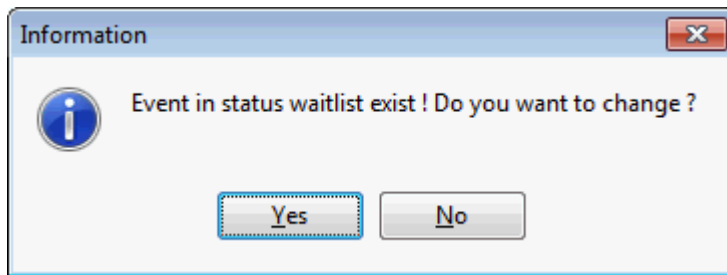 Information
Event in status waitlist exist ! Do you want to change ?
Yes
No